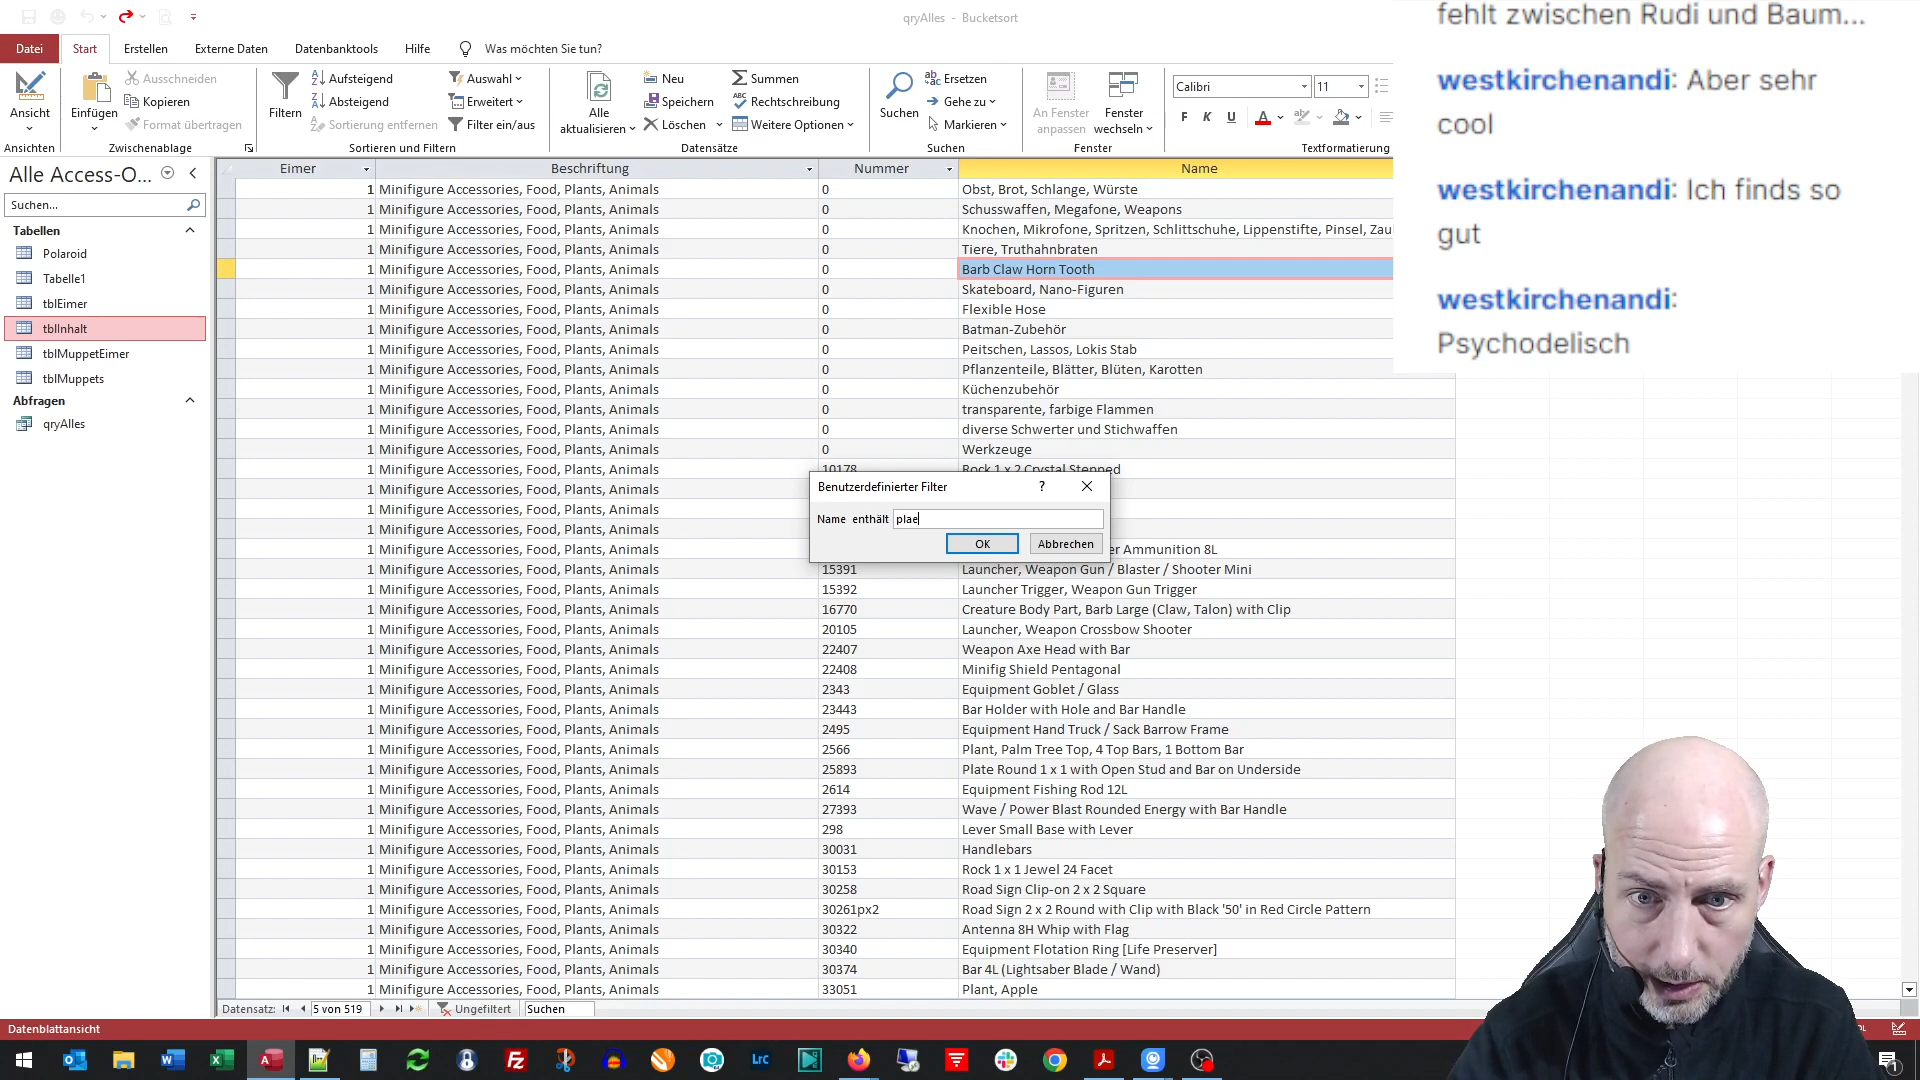 qryAlles - Bucketsort
Datei Start Erstellen Externe Daten Datenbanktools Hilfe Was möchten Sie tun?
Ansicht
Ansichten
Einfügen
Ausschneiden
Kopieren
Format übertragen
Zwischenablage
Filtern
Aufsteigend
Absteigend
Sortierung entfernen
Auswahl
Erweitert
Filter ein/aus
Sortieren und Filtern
Alle
aktualisieren
Neu
Speichern
Löschen
Summen
Rechtschreibung
Weitere Optionen
Datensätze
Suchen
Ersetzen
Gehe zu
Markieren
Suchen
An Fenster
anpassen
Fenster
wechseln
Fenster
Calibri 11
F K U A
Textformatierung
fehlt zwischen Rudi und Baum...
westkirchenandi: Aber sehr
cool
westkirchenandi: Ich finds so
gut
westkirchenandi:
Psychodelisch
Alle Access-O...
Suchen...
Tabellen
Polaroid
Tabelle1
tblEimer
tblInhalt
tblMuppetEimer
tblMuppets
Abfragen
qryAlles
Eimer Beschriftung Nummer Name
1 Minifigure Accessories, Food, Plants, Animals 0 Obst, Brot, Schlange, Würste
1 Minifigure Accessories, Food, Plants, Animals 0 Schusswaffen, Megafone, Weapons
1 Minifigure Accessories, Food, Plants, Animals 0 Knochen, Mikrofone, Spritzen, Schlittschuhe, Lippenstifte, Pinsel, Zau
1 Minifigure Accessories, Food, Plants, Animals 0 Tiere, Truthahnbraten
1 Minifigure Accessories, Food, Plants, Animals 0 Barb Claw Horn Tooth
1 Minifigure Accessories, Food, Plants, Animals 0 Skateboard, Nano-Figuren
1 Minifigure Accessories, Food, Plants, Animals 0 Flexible Hose
1 Minifigure Accessories, Food, Plants, Animals 0 Batman-Zubehör
1 Minifigure Accessories, Food, Plants, Animals 0 Peitschen, Lassos, Lokis Stab
1 Minifigure Accessories, Food, Plants, Animals 0 Pflanzenteile, Blätter, Blüten, Karotten
1 Minifigure Accessories, Food, Plants, Animals 0 Küchenzubehör
1 Minifigure Accessories, Food, Plants, Animals 0 transparente, farbige Flammen
1 Minifigure Accessories, Food, Plants, Animals 0 diverse Schwerter und Stichwaffen
1 Minifigure Accessories, Food, Plants, Animals 0 Werkzeuge
1 Minifigure Accessories, Food, Plants, Animals 10178 Rock 1 x 2 Crystal Stepped
1 Minifigure Accessories, Food, Plants, Animals
1 Minifigure Accessories, Food, Plants, Animals
1 Minifigure Accessories, Food, Plants, Animals
1 Minifigure Accessories, Food, Plants, Animals er Ammunition 8L
1 Minifigure Accessories, Food, Plants, Animals 15391 Launcher, Weapon Gun / Blaster / Shooter Mini
1 Minifigure Accessories, Food, Plants, Animals 15392 Launcher Trigger, Weapon Gun Trigger
1 Minifigure Accessories, Food, Plants, Animals 16770 Creature Body Part, Barb Large (Claw, Talon) with Clip
1 Minifigure Accessories, Food, Plants, Animals 20105 Launcher, Weapon Crossbow Shooter
1 Minifigure Accessories, Food, Plants, Animals 22407 Weapon Axe Head with Bar
1 Minifigure Accessories, Food, Plants, Animals 22408 Minifig Shield Pentagonal
1 Minifigure Accessories, Food, Plants, Animals 2343 Equipment Goblet / Glass
1 Minifigure Accessories, Food, Plants, Animals 23443 Bar Holder with Hole and Bar Handle
1 Minifigure Accessories, Food, Plants, Animals 2495 Equipment Hand Truck / Sack Barrow Frame
1 Minifigure Accessories, Food, Plants, Animals 2566 Plant, Palm Tree Top, 4 Top Bars, 1 Bottom Bar
1 Minifigure Accessories, Food, Plants, Animals 25893 Plate Round 1 x 1 with Open Stud and Bar on Underside
1 Minifigure Accessories, Food, Plants, Animals 2614 Equipment Fishing Rod 12L
1 Minifigure Accessories, Food, Plants, Animals 27393 Wave / Power Blast Rounded Energy with Bar Handle
1 Minifigure Accessories, Food, Plants, Animals 298 Lever Small Base with Lever
1 Minifigure Accessories, Food, Plants, Animals 30031 Handlebars
1 Minifigure Accessories, Food, Plants, Animals 30153 Rock 1 x 1 Jewel 24 Facet
1 Minifigure Accessories, Food, Plants, Animals 30258 Road Sign Clip-on 2 x 2 Square
1 Minifigure Accessories, Food, Plants, Animals 30261px2 Road Sign 2 x 2 Round with Clip with Black '50' in Red Circle Pattern
1 Minifigure Accessories, Food, Plants, Animals 30322 Antenna 8H Whip with Flag
1 Minifigure Accessories, Food, Plants, Animals 30340 Equipment Flotation Ring [Life Preserver]
1 Minifigure Accessories, Food, Plants, Animals 30374 Bar 4L (Lightsaber Blade / Wand)
1 Minifigure Accessories, Food, Plants, Animals 33051 Plant, Apple
Benutzerdefinierter Filter ?
Name enthält plae
OK Abbrechen
Datensatz: 5 von 519 Ungefiltert Suchen
Datenblattansicht
Lrc